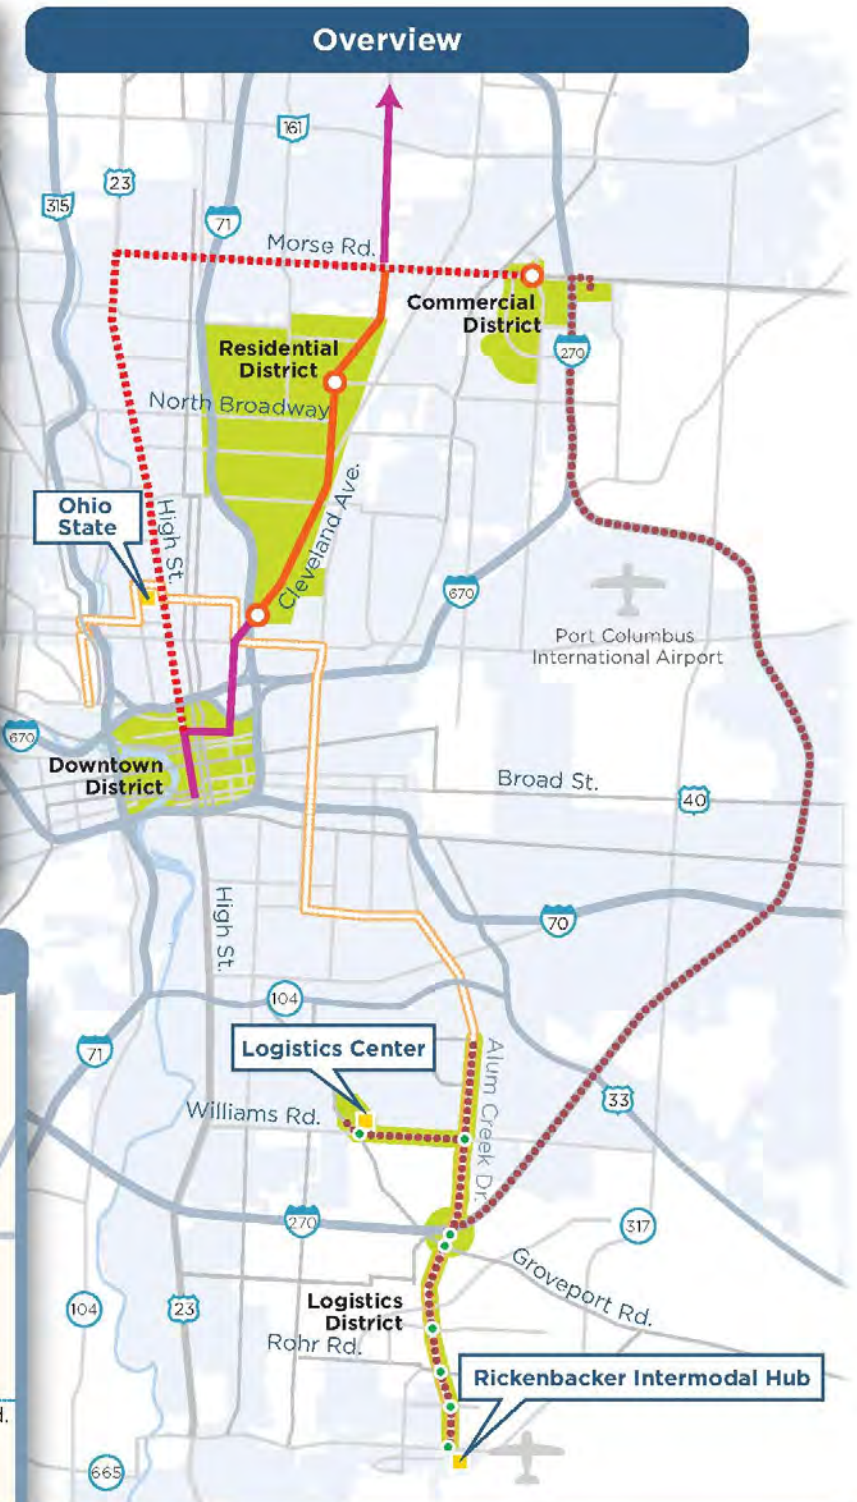 Overview
161
23
315
71
Morse Rd.
Commercial
District
Residential
District
270
North Broadway
Ohio
State
High St.
Cleveland Ave.
670
Port Columbus
International Airport
670
Downtown
District
Broad St.
40
High St.
70
104
Logistics Center
71
Alum Creek Dr.
33
Williams Rd.
270
317
Groveport Rd.
104
23
Logistics
District
Rohr Rd.
Rickenbacker Intermodal Hub
d.
665